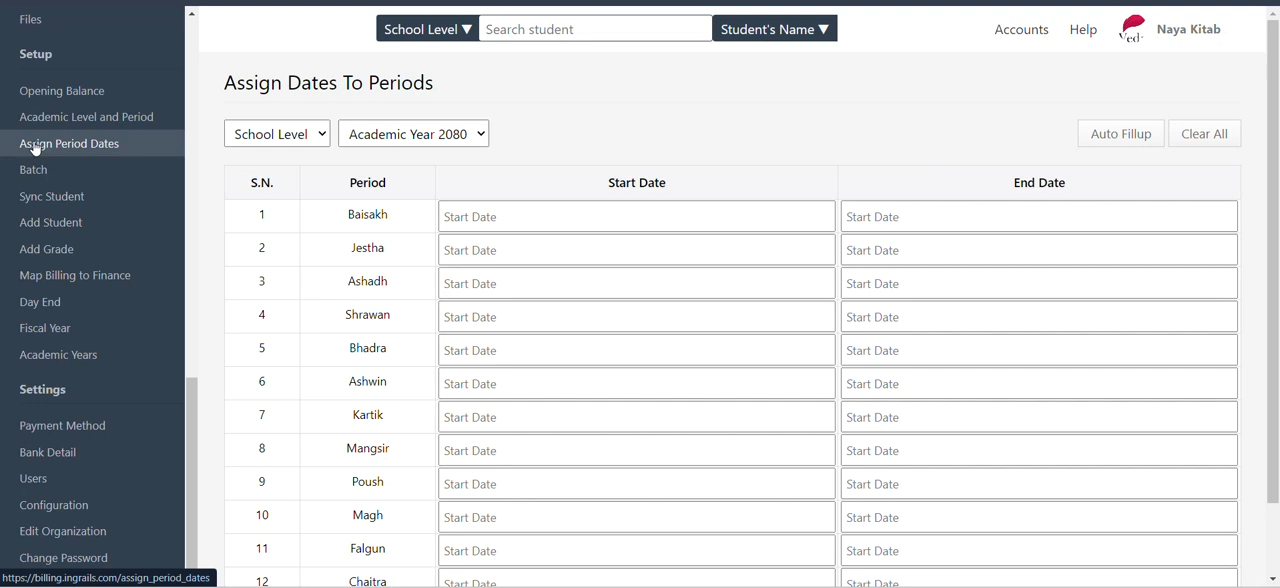 Files
Setup
Opening Balance
Academic Level and Period
Assign Period Dates
Batch
Sync Student
Add Student
Add Grade
Map Billing to Finance
Day End
Fiscal Year
Academic Years
Settings
Payment Method
Bank Detail
Users
Configuration
Edit Organization
Change Password
https://billing.ingrails.com/assign_period_dates
School Level ▼ Search student Student's Name ▼
Accounts Help Ved Naya Kitab
Assign Dates To Periods
School Level Academic Year 2080 Auto Fillup Clear All
S.N. Period Start Date End Date
1 Baisakh Start Date Start Date
2 Jestha Start Date Start Date
3 Ashadh Start Date Start Date
4 Shrawan Start Date Start Date
5 Bhadra Start Date Start Date
6 Ashwin Start Date Start Date
7 Kartik Start Date Start Date
8 Mangsir Start Date Start Date
9 Poush Start Date Start Date
10 Magh Start Date Start Date
11 Falgun Start Date Start Date
12 Chaitra Start Date Start Date